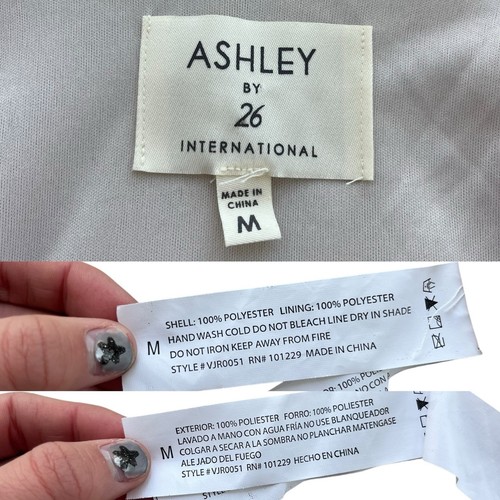 ASHLEY
BY
26
INTERNATIONAL
MADE IN
CHINA
M
M
SHELL: 100% POLYESTER LINING: 100% POLYESTER
HAND WASH COLD DO NOT BLEACH LINE DRY IN SHADE
DO NOT IRON KEEP AWAY FROM FIRE
STYLE # VJR0051 RN# 101229 MADE IN CHINA
M
EXTERIOR: 100% POLIESTER FORRO: 100% POLIESTER
LAVADO A MANO CON AGUA FRÍA NO USE BLANQUEADOR
COLGAR A SECAR A LA SOMBRA NO PLANCHAR MATENGASE
ALE JADO DEL FUEGO
STYLE # VJR0051 RN# 101229 HECHO EN CHINA